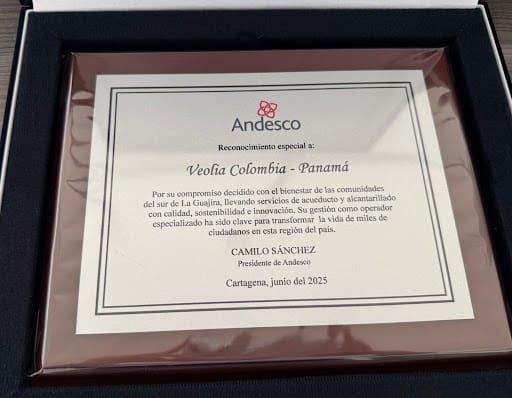 Andesco
Reconocimiento especial a:
Veolia Colombia - Panamá
Por su compromiso decidido con el bienestar de las comunidades
del sur de La Guajira, llevando servicios de acueducto y alcantarillado
con calidad, sostenibilidad e innovación. Su gestión como operador
especializado ha sido clave para transformar la vida de miles de
ciudadanos en esta región del país.
CAMILO SÁNCHEZ
Presidente de Andesco
Cartagena, junio del 2025